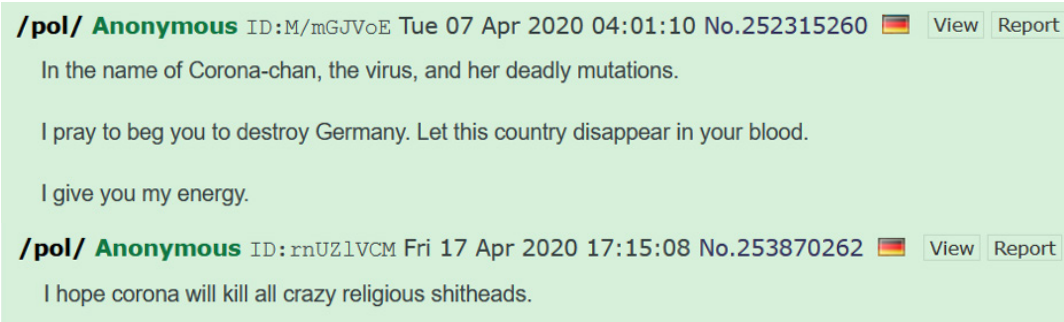 /pol/ Anonymous ID:M/mGJVoE Tue 07 Apr 2020 04:01:10 No.252315260 View Report
In the name of Corona-chan, the virus, and her deadly mutations.
I pray to beg you to destroy Germany. Let this country disappear in your blood.
I give you my energy.
/pol/ Anonymous ID:rnUZlVCM Fri 17 Apr 2020 17:15:08 No.253870262 View Report
I hope corona will kill all crazy religious shitheads.